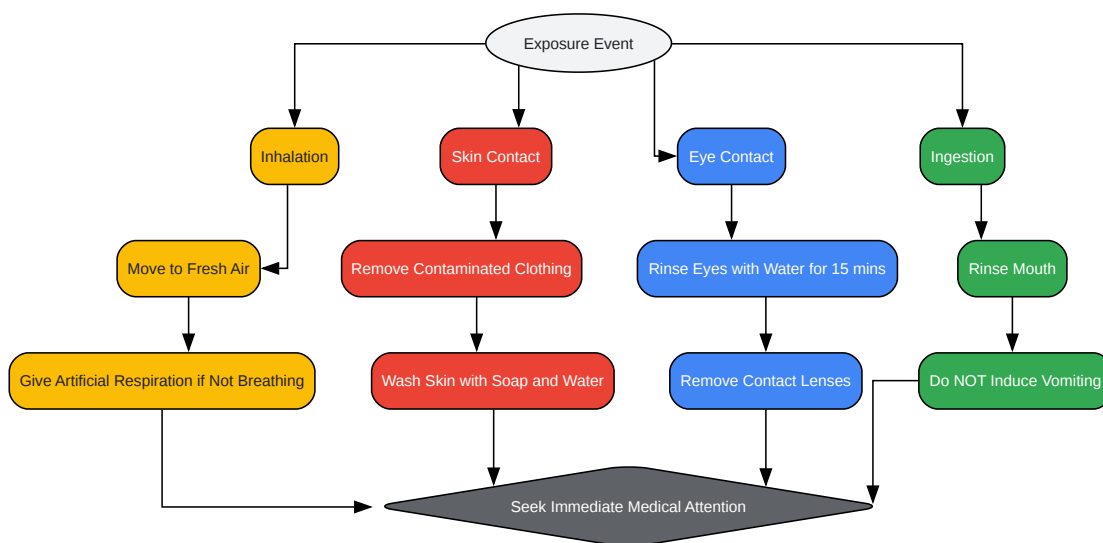 Exposure Event
Inhalation
Skin Contact
Eye Contact
Ingestion
Move to Fresh Air
Remove Contaminated Clothing
Rinse Eyes with Water for 15 mins
Rinse Mouth
Give Artificial Respiration if Not Breathing
Wash Skin with Soap and Water
Remove Contact Lenses
Do NOT Induce Vomiting
Seek Immediate Medical Attention